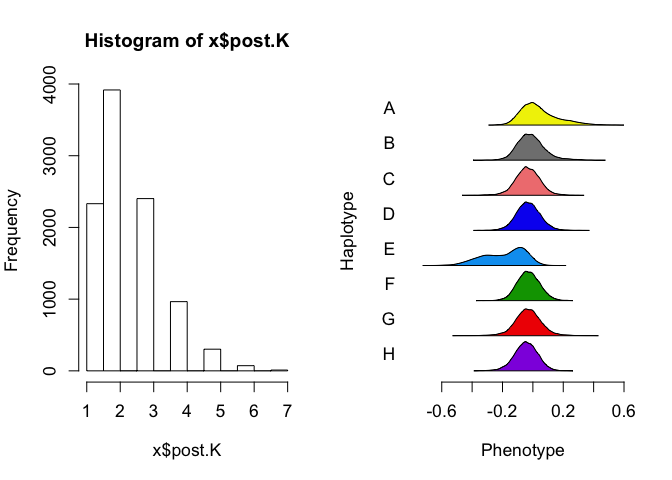 Histogram of x$post.K
Frequency
4000
3000
2000
1000
0
1 2 3 4 5 6 7
x$post.K
Haplotype
A
B
C
D
E
F
G
H
-0.6 -0.2 0.2 0.6
Phenotype